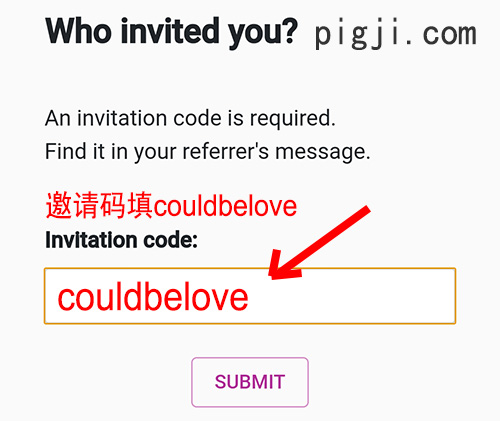 Who invited you? pigji.com
An invitation code is required.
Find it in your referrer's message.
邀请码填couldbelove
Invitation code:
couldbelove
SUBMIT